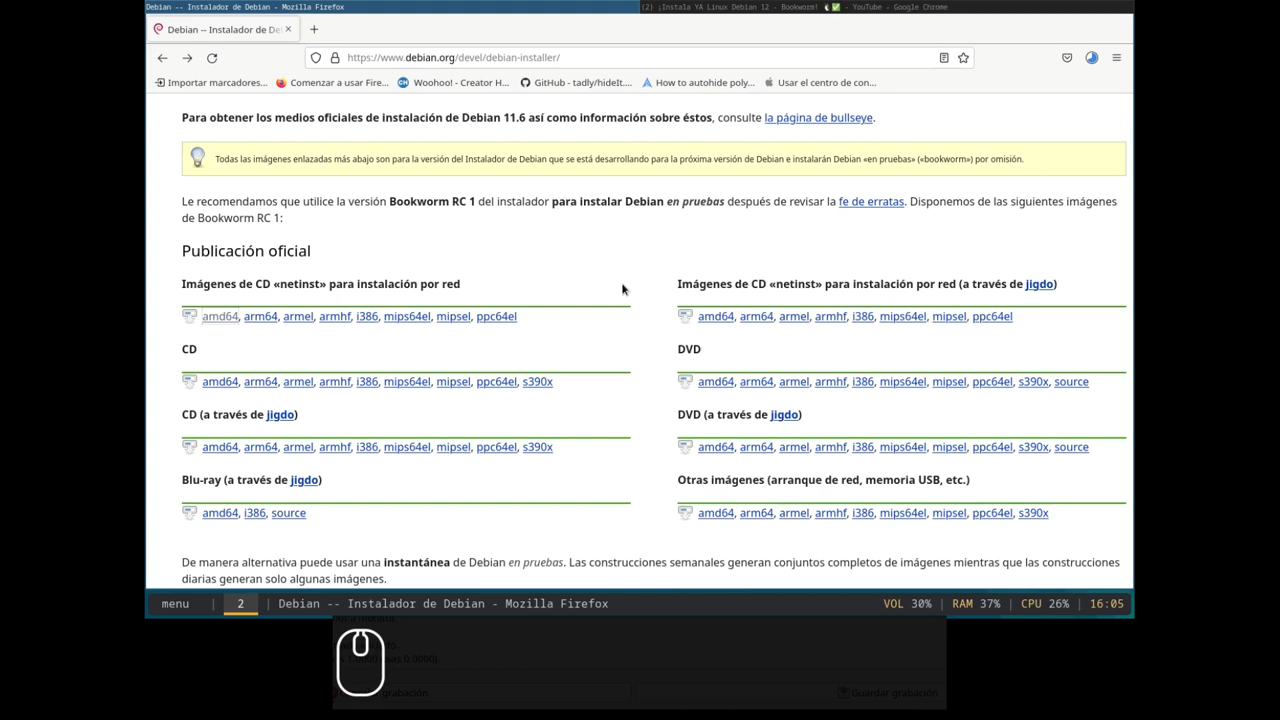 Debian -- Instalador de Debian - Mozilla Firefox
(2) ¡Instala YA Linux Debian 12 - Bookworm! 🐧✅ - YouTube - Google Chrome
Debian -- Instalador de De
https://www.debian.org/devel/debian-installer/
Importar marcadores... Comenzar a usar Fire... Woohoo! - Creator H... GitHub - tadly/hideIt.... How to autohide poly... Usar el centro de con...
Para obtener los medios oficiales de instalación de Debian 11.6 así como información sobre éstos, consulte la página de bullseye.
Todas las imágenes enlazadas más abajo son para la versión del Instalador de Debian que se está desarrollando para la próxima versión de Debian e instalarán Debian «en pruebas» («bookworm») por omisión.
Le recomendamos que utilice la versión Bookworm RC 1 del instalador para instalar Debian en pruebas después de revisar la fe de erratas. Disponemos de las siguientes imágenes
de Bookworm RC 1:
Publicación oficial
Imágenes de CD «netinst» para instalación por red
amd64, arm64, armel, armhf, i386, mips64el, mipsel, ppc64el
Imágenes de CD «netinst» para instalación por red (a través de jigdo)
amd64, arm64, armel, armhf, i386, mips64el, mipsel, ppc64el
CD
amd64, arm64, armel, armhf, i386, mips64el, mipsel, ppc64el, s390x
DVD
amd64, arm64, armel, armhf, i386, mips64el, mipsel, ppc64el, s390x, source
CD (a través de jigdo)
amd64, arm64, armel, armhf, i386, mips64el, mipsel, ppc64el, s390x
DVD (a través de jigdo)
amd64, arm64, armel, armhf, i386, mips64el, mipsel, ppc64el, s390x, source
Blu-ray (a través de jigdo)
amd64, i386, source
Otras imágenes (arranque de red, memoria USB, etc.)
amd64, arm64, armel, armhf, i386, mips64el, mipsel, ppc64el, s390x
De manera alternativa puede usar una instantánea de Debian en pruebas. Las construcciones semanales generan conjuntos completos de imágenes mientras que las construcciones
diarias generan solo algunas imágenes.
menu | 2 | Debian -- Instalador de Debian - Mozilla Firefox VOL 30% | RAM 37% | CPU 26% | 16:05
grabación Guardar grabación